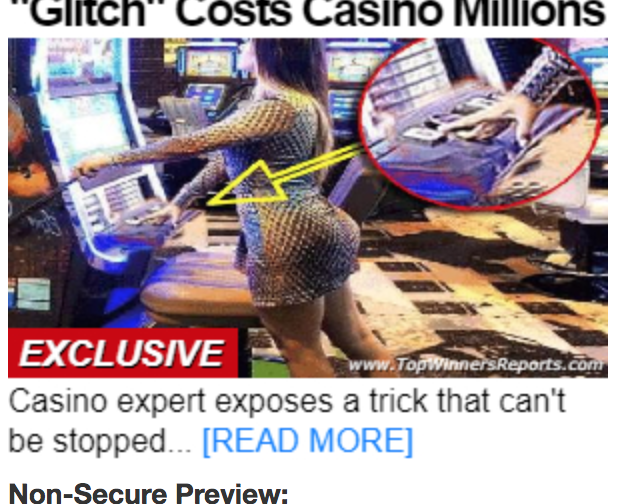 "Glitch" Costs Casino Millions
EXCLUSIVE
www.TopWinnersReports.com
Casino expert exposes a trick that can't
be stopped... [READ MORE]
Non-Secure Preview: